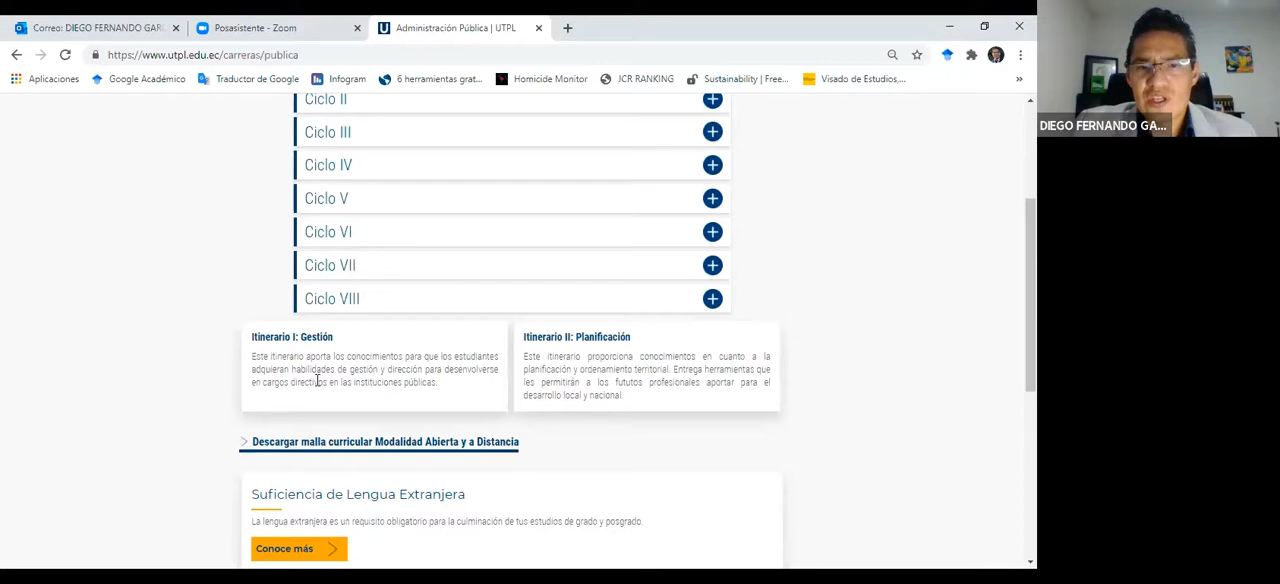 Correo: DIEGO FERNANDO GARC
Posasistente - Zoom
Administración Pública | UTPL
https://www.utpl.edu.ec/carreras/publica
Aplicaciones
Google Académico
Traductor de Google
Infogram
6 herramientas grat...
Homicide Monitor
JCR RANKING
Sustainability | Free...
Visado de Estudios,...
»
DIEGO FERNANDO GA...
Ciclo II
Ciclo III
Ciclo IV
Ciclo V
Ciclo VI
Ciclo VII
Ciclo VIII
Itinerario I: Gestión
Este itinerario aporta los conocimientos para que los estudiantes
adquieran habilidades de gestión y dirección para desenvolverse
en cargos directivos en las instituciones públicas.
Itinerario II: Planificación
Este itinerario proporciona conocimientos en cuanto a la
planificación y ordenamiento territorial. Entrega herramientas que
les permitirán a los fututos profesionales aportar para el
desarrollo local y nacional.
Descargar malla curricular Modalidad Abierta y a Distancia
Suficiencia de Lengua Extranjera
La lengua extranjera es un requisito obligatorio para la culminación de tus estudios de grado y posgrado.
Conoce más